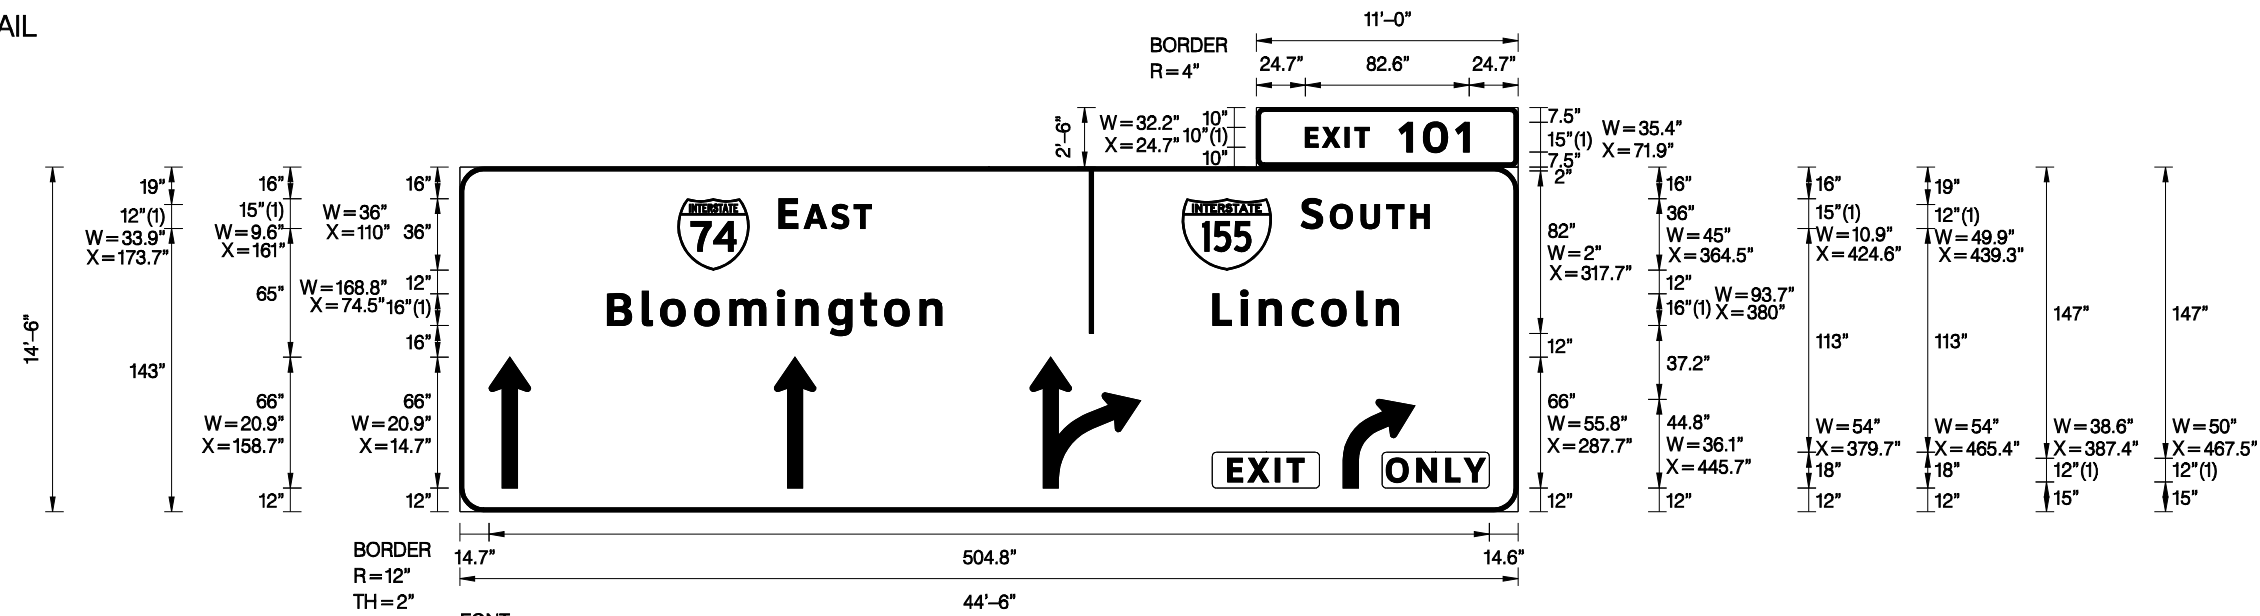 AIL
11'–0"
BORDER
R=4"
24.7" 82.6" 24.7"
2'–6"
W=32.2"
X=24.7"
10"
10"(1)
10"
EXIT 101
7.5"
15"(1)
7.5"
W=35.4"
X=71.9"
14'–6"
19"
12"(1)
W=33.9"
X=173.7"
143"
16"
15"(1)
W=9.6"
X=161"
65"
66"
W=20.9"
X=158.7"
12"
16"
W=36"
X=110" 36"
12"
W=168.8"
X=74.5" 16"(1)
16"
66"
W=20.9"
X=14.7"
12"
INTERSTATE
74
EAST
Bloomington
INTERSTATE
155
SOUTH
Lincoln
EXIT ONLY
2"
82"
W=2"
X=317.7"
12"
66"
W=55.8"
X=287.7"
12"
16"
36"
W=45"
X=364.5"
12"
16"(1)
W=93.7"
X=380"
37.2"
44.8"
W=36.1"
X=445.7"
12"
16"
15"(1)
W=10.9"
X=424.6"
113"
W=54"
X=379.7"
18"
12"
19"
12"(1)
W=49.9"
X=439.3"
113"
W=54"
X=465.4"
18"
12"
147"
W=38.6"
X=387.4"
12"(1)
15"
147"
W=50"
X=467.5"
12"(1)
15"
BORDER
R=12"
TH=2"
14.7" 504.8" 14.6"
44'–6"
FONT